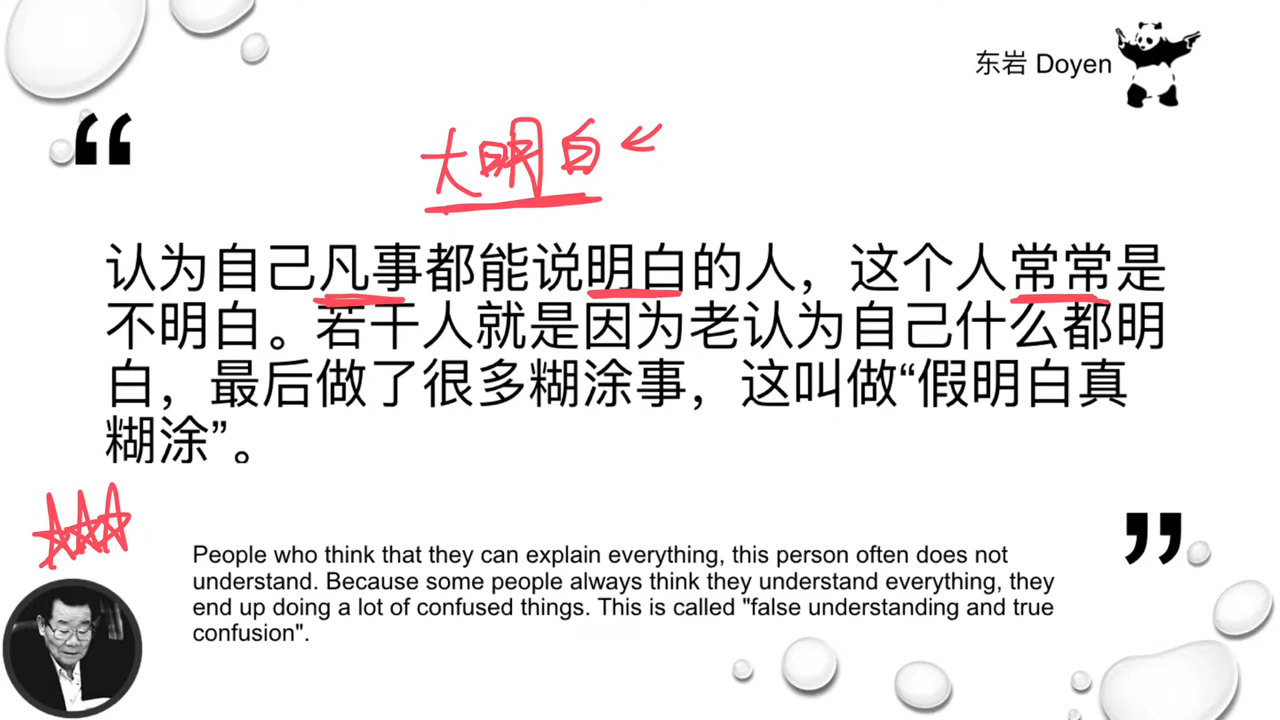 东岩 Doyen
“
大明白
认为自己凡事都能说明白的人，这个人常常是
不明白。若干人就是因为老认为自己什么都明
白，最后做了很多糊涂事，这叫做“假明白真
糊涂”。
”
People who think that they can explain everything, this person often does not
understand. Because some people always think they understand everything, they
end up doing a lot of confused things. This is called "false understanding and true
confusion".